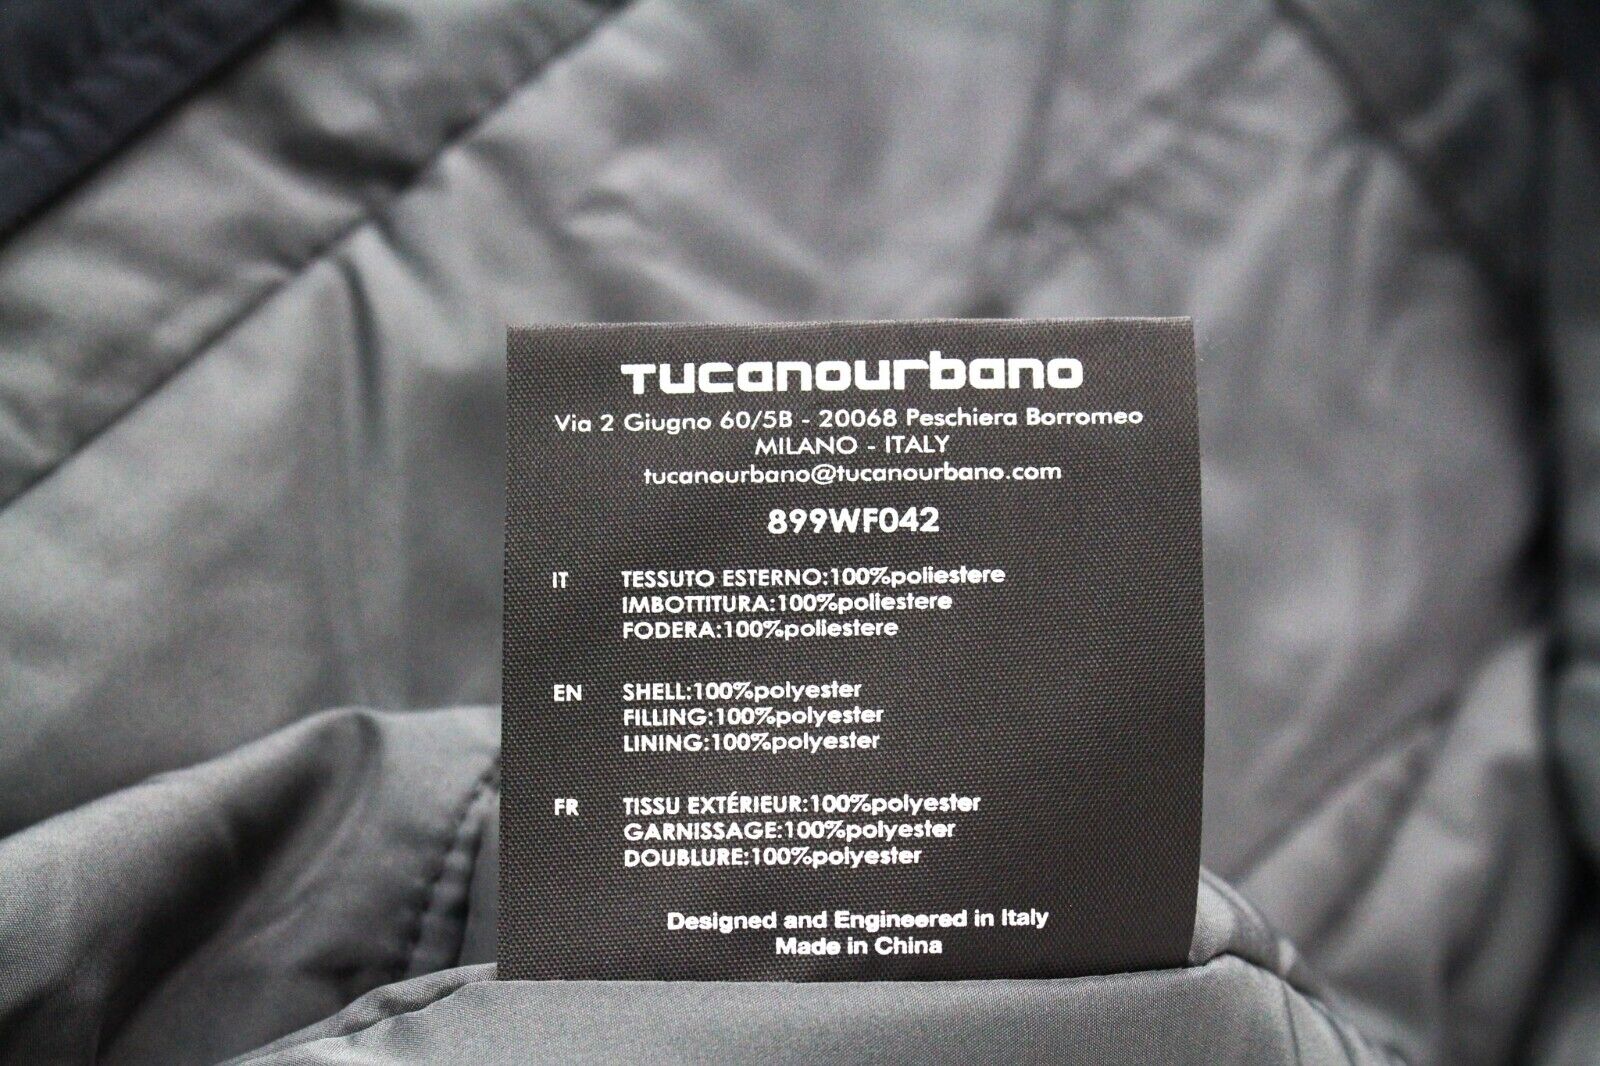 Tucanourbano
Via 2 Giugno 60/5B - 20068 Peschiera Borromeo
MILANO - ITALY
tucanourbano@tucanourbano.com
899WF042
IT TESSUTO ESTERNO:100%poliestere
IMBOTTITURA:100%poliestere
FODERA:100%poliestere
EN SHELL:100%polyester
FILLING:100%polyester
LINING:100%polyester
FR TISSU EXTÉRIEUR:100%polyester
GARNISSAGE:100%polyester
DOUBLURE:100%polyester
Designed and Engineered in Italy
Made in China